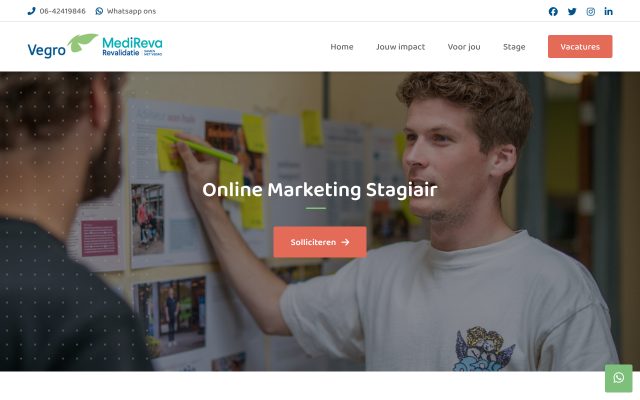 06-42419846 Whatsapp ons
Vegro MediReva
Revalidatie
Home Jouw impact Voor jou Stage Vacatures
Online Marketing Stagiair
Solliciteren